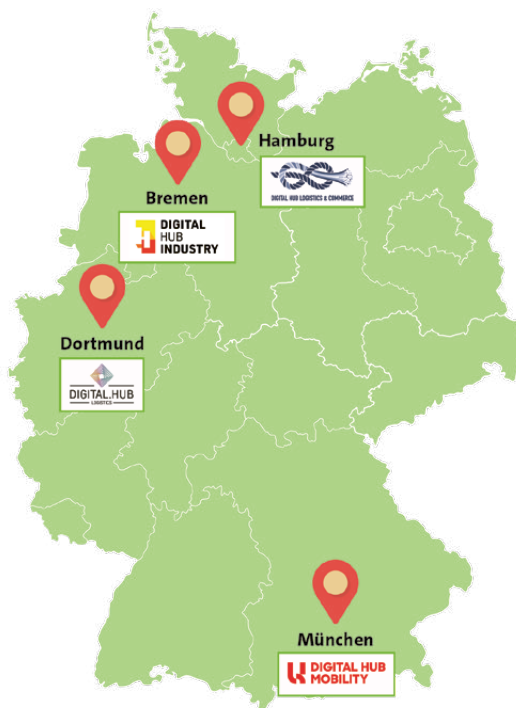 Hamburg
DIGITAL HUB LOGISTICS & COMMERCE
Bremen
DIGITAL
HUB
INDUSTRY
Dortmund
DIGITAL.HUB
LOGISTICS
München
DIGITAL HUB
MOBILITY